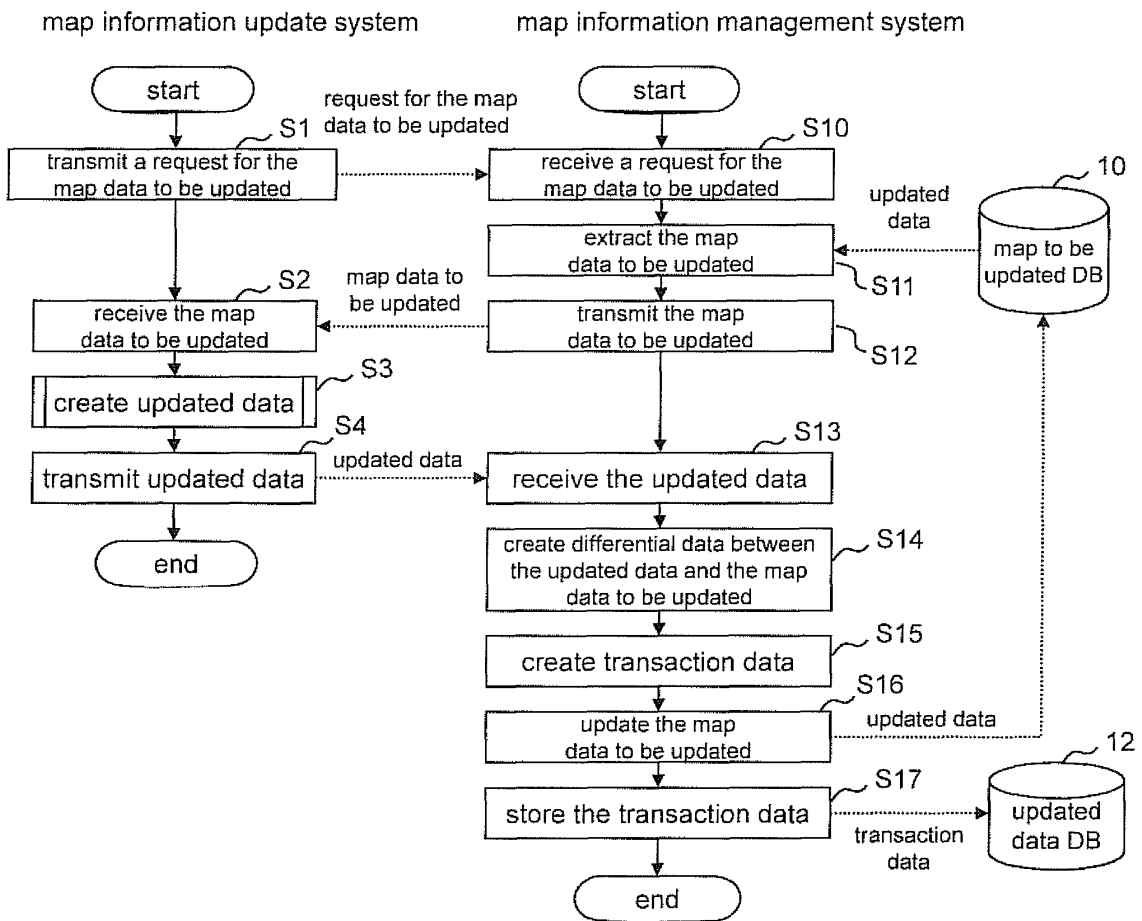 map information update system
map information management system
start
start
request for the map
data to be updated
S1
S10
transmit a request for the
map data to be updated
receive a request for the
map data to be updated
10
updated
data
map to be
updated DB
extract the map
data to be updated
S11
S2
map data to
be updated
receive the map
data to be updated
transmit the map
data to be updated
S12
S3
create updated data
S4
S13
transmit updated data
updated data
receive the updated data
end
create differential data between
the updated data and the map
data to be updated
S14
S15
create transaction data
S16
update the map
data to be updated
updated data
12
S17
store the transaction data
transaction
data
updated
data DB
end